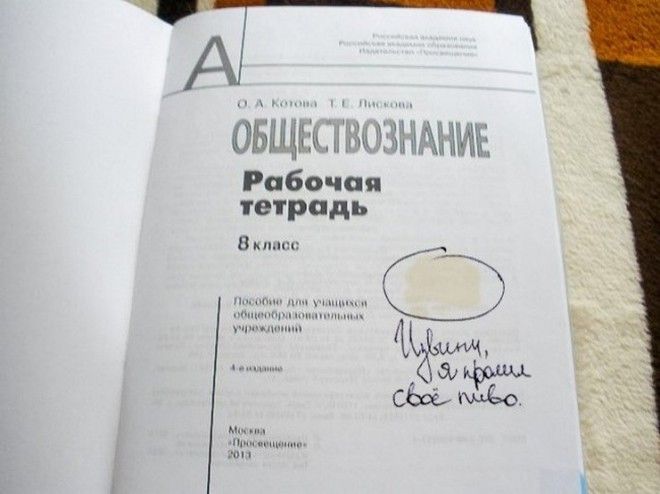 А
Российская академия наук
Российская академия образования
Издательство «Просвещение»
О. А. Котова Т. Е. Лискова
ОБЩЕСТВОЗНАНИЕ
Рабочая
тетрадь
8 класс
Пособие для учащихся
общеобразовательных
учреждений
4-е издание
Извини,
я
своё пиво.
Москва
«Просвещение»
2013